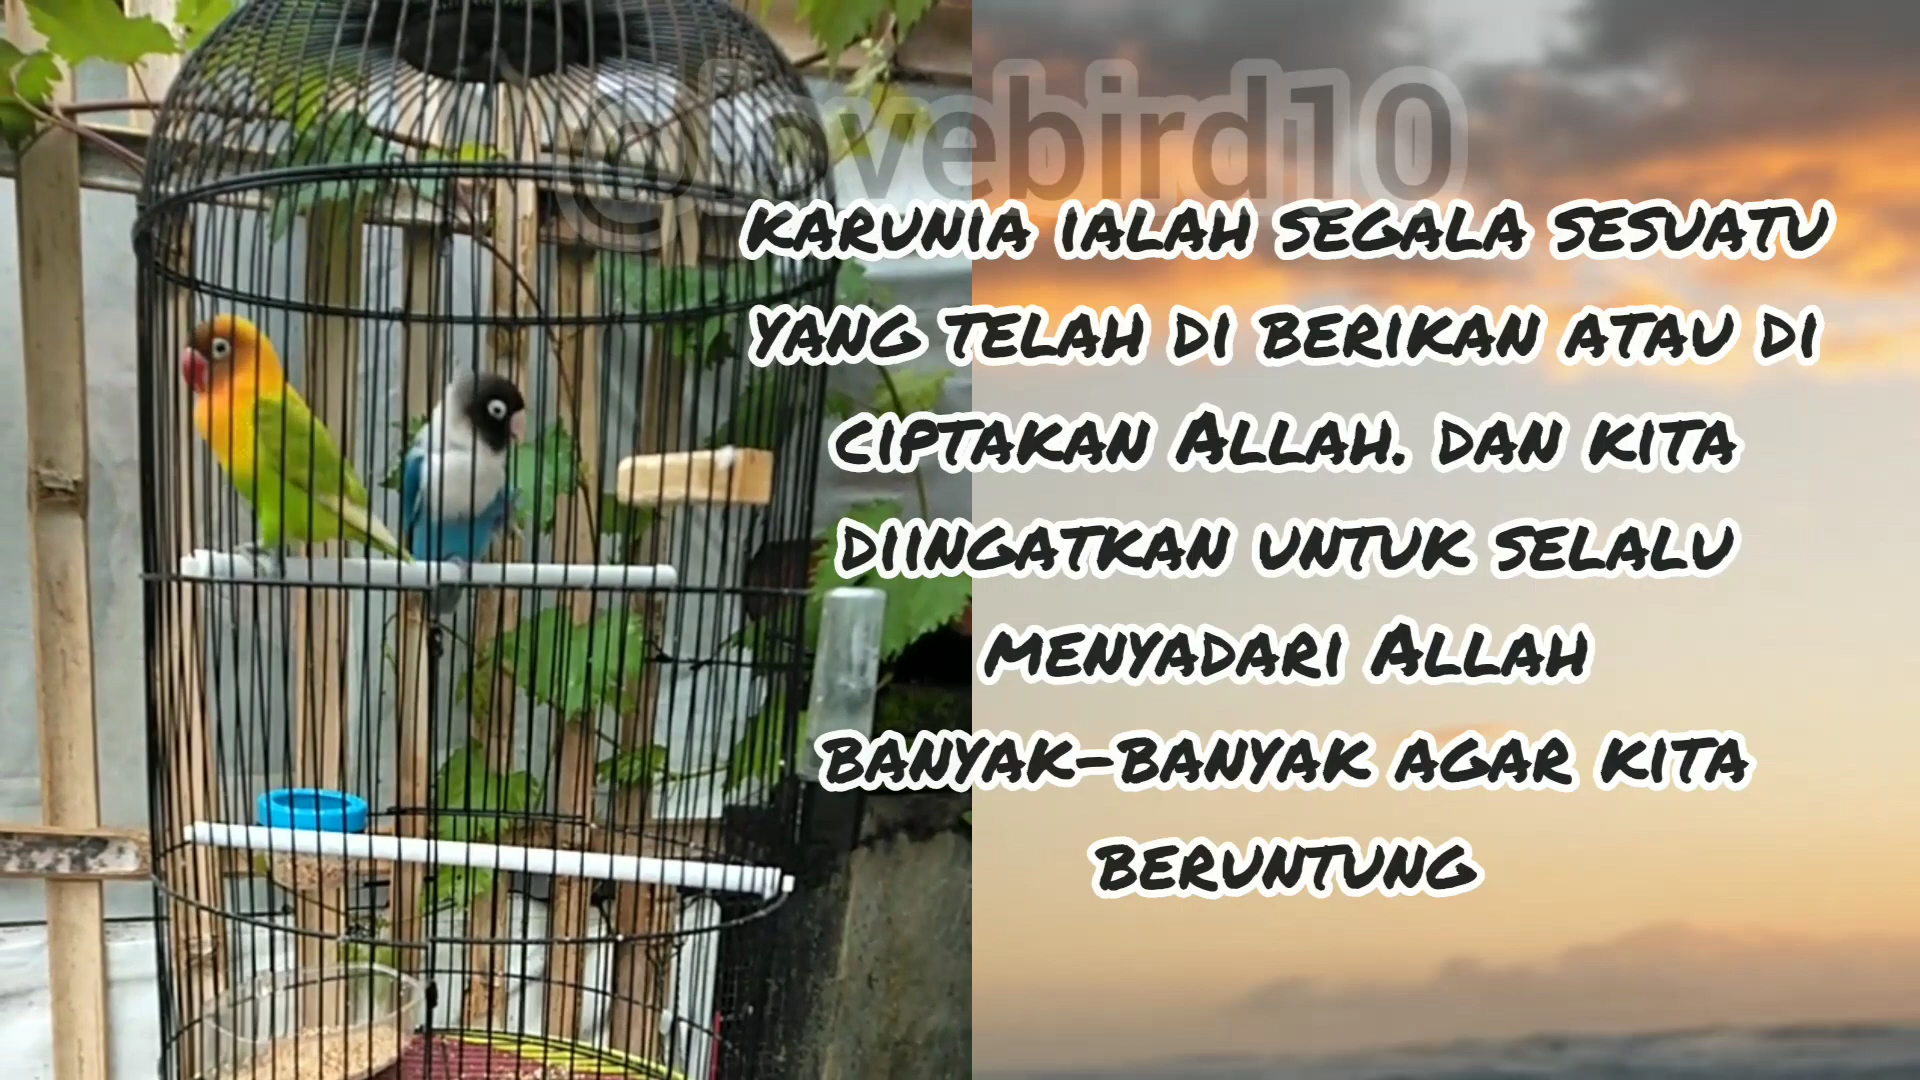 @lovebird10
KARUNIA IALAH SEGALA SESUATU
YANG TELAH DI BERIKAN ATAU DI
CIPTAKAN ALLAH. DAN KITA
DIINGATKAN UNTUK SELALU
MENYADARI ALLAH
BANYAK-BANYAK AGAR KITA
BERUNTUNG